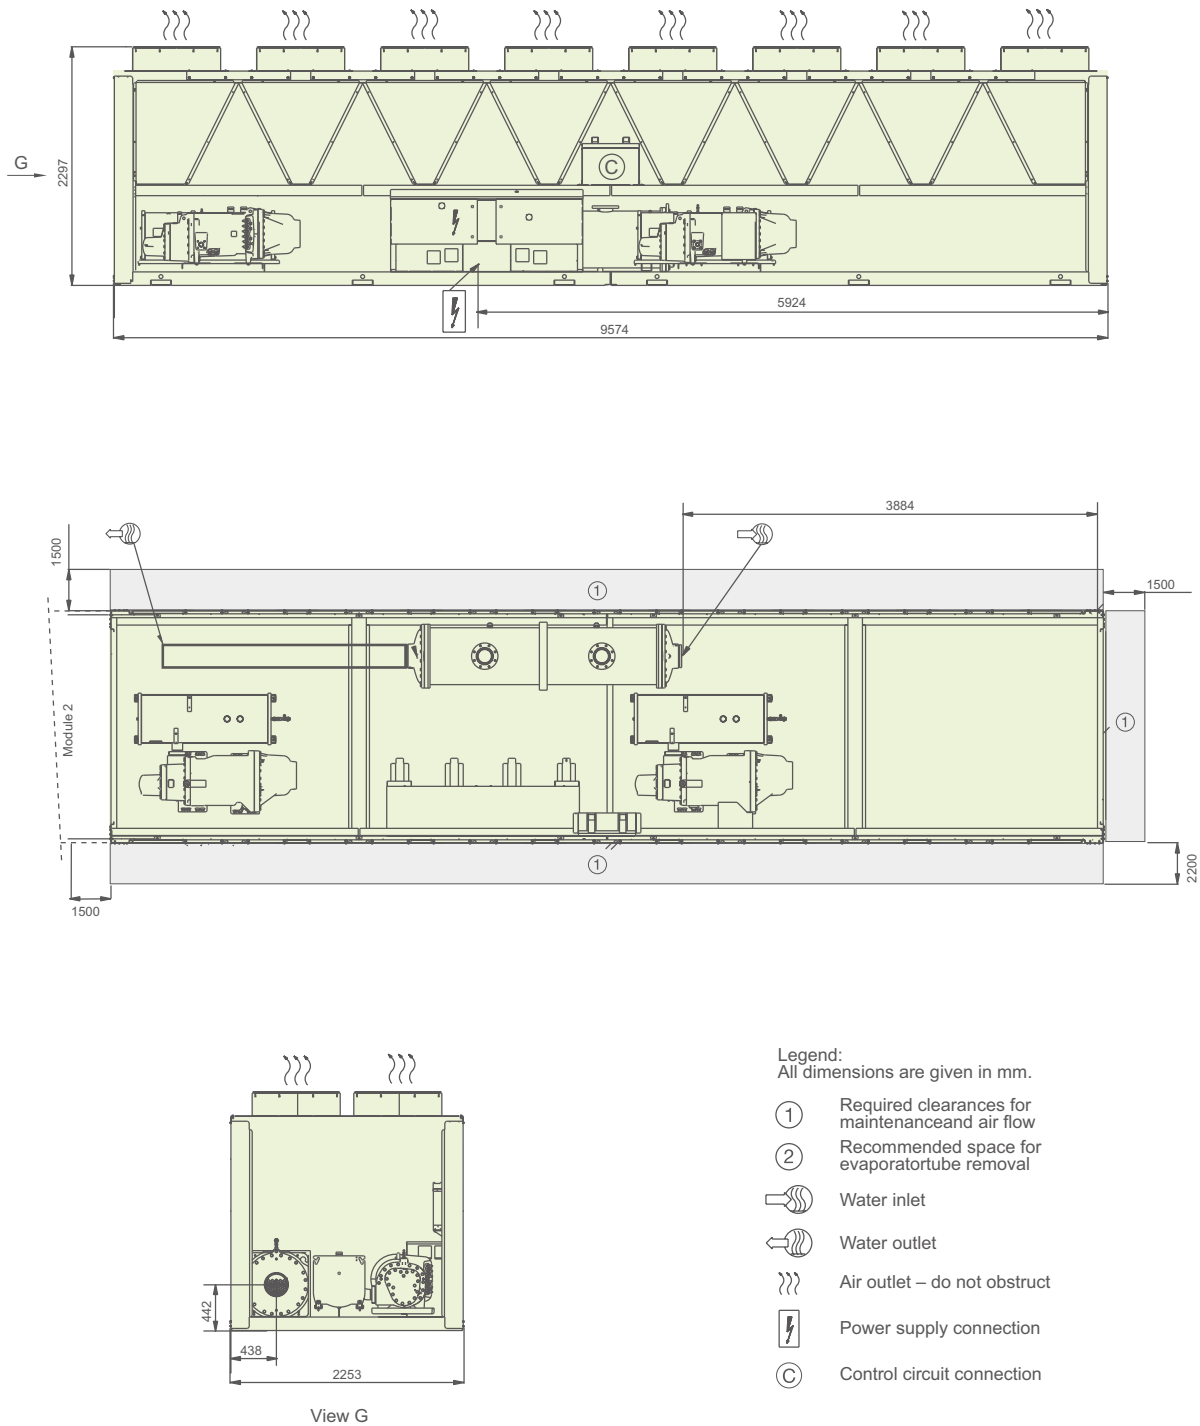 G
2297
C
5924
9574
3884
1500
1
1500
Module 2
1
1
2200
1500
442
438
2253
View G
Legend:
All dimensions are given in mm.
1 Required clearances for
maintenanceand air flow
2 Recommended space for
evaporatortube removal
Water inlet
Water outlet
Air outlet – do not obstruct
Power supply connection
C Control circuit connection